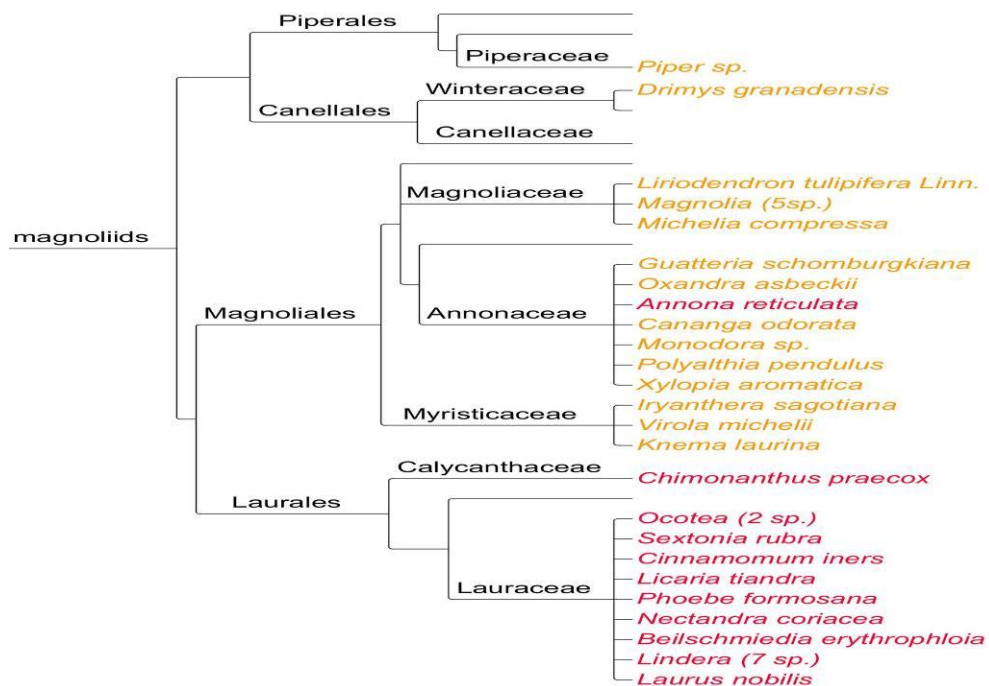 Piperales
Piperaceae
Piper sp.
Winteraceae
Drimys granadensis
Canellales
Canellaceae
Magnoliaceae
Liriodendron tulipifera Linn.
Magnolia (5sp.)
Michelia compressa
magnoliids
Guatteria schomburgkiana
Oxandra asbeckii
Annona reticulata
Magnoliales
Annonaceae
Cananga odorata
Monodora sp.
Polyalthia pendulus
Xylopia aromatica
Myristicaceae
Iryanthera sagotiana
Virola michelii
Knema laurina
Calycanthaceae
Chimonanthus praecox
Laurales
Ocotea (2 sp.)
Sextonia rubra
Cinnamomum iners
Licaria tiandra
Lauraceae
Phoebe formosana
Nectandra coriacea
Beilschmiedia erythrophloia
Lindera (7 sp.)
Laurus nobilis